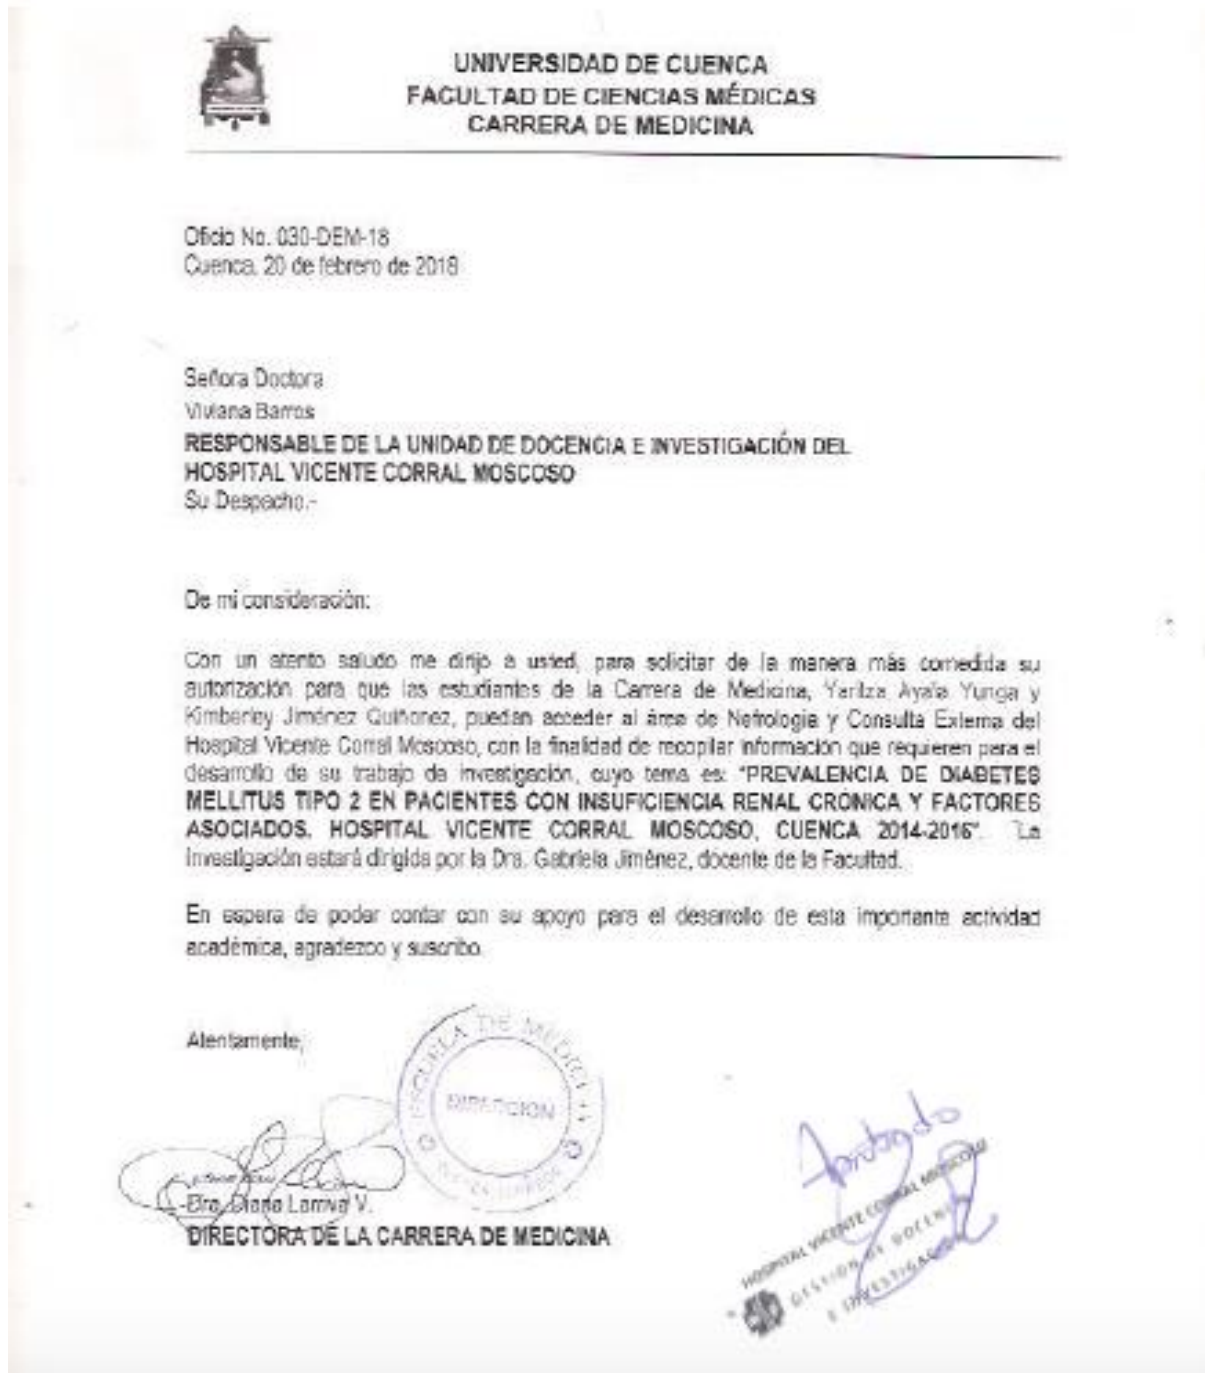 UNIVERSIDAD DE CUENCA
FACULTAD DE CIENCIAS MÉDICAS
CARRERA DE MEDICINA
Oficio No. 030-DEM-18
Cuenca, 20 de febrero de 2018
Señora Doctora
Viviana Barros
RESPONSABLE DE LA UNIDAD DE DOCENCIA E INVESTIGACIÓN DEL
HOSPITAL VICENTE CORRAL MOSCOSO
Su Despacho.-
De mi consideración:
Con un atento saludo me dirijo a usted, para solicitar de la manera más comedida su
autorización para que las estudiantes de la Carrera de Medicina, Yaritza Ayala Yunga y
Kimberley Jiménez Quiñonez, puedan acceder al área de Nefrología y Consulta Externa del
Hospital Vicente Corral Moscoso, con la finalidad de recopilar información que requieren para el
desarrollo de su trabajo de investigación, cuyo tema es: "PREVALENCIA DE DIABETES
MELLITUS TIPO 2 EN PACIENTES CON INSUFICIENCIA RENAL CRONICA Y FACTORES
ASOCIADOS. HOSPITAL VICENTE CORRAL MOSCOSO, CUENCA 2014-2016". La
investigación estará dirigida por la Dra. Gabriela Jiménez, docente de la Facultad.
En espera de poder contar con su apoyo para el desarrollo de esta importante actividad
académica, agradezco y suscribo.
Atentamente,
ESCUELA DE MEDICINA
DIRECCION
Dra. Diana Larriva V.
DIRECTORA DE LA CARRERA DE MEDICINA
Aprobado
HOSPITAL VICENTE CORRAL MOSCOSO
GESTION DE DOCENCIA
E INVESTIGACION